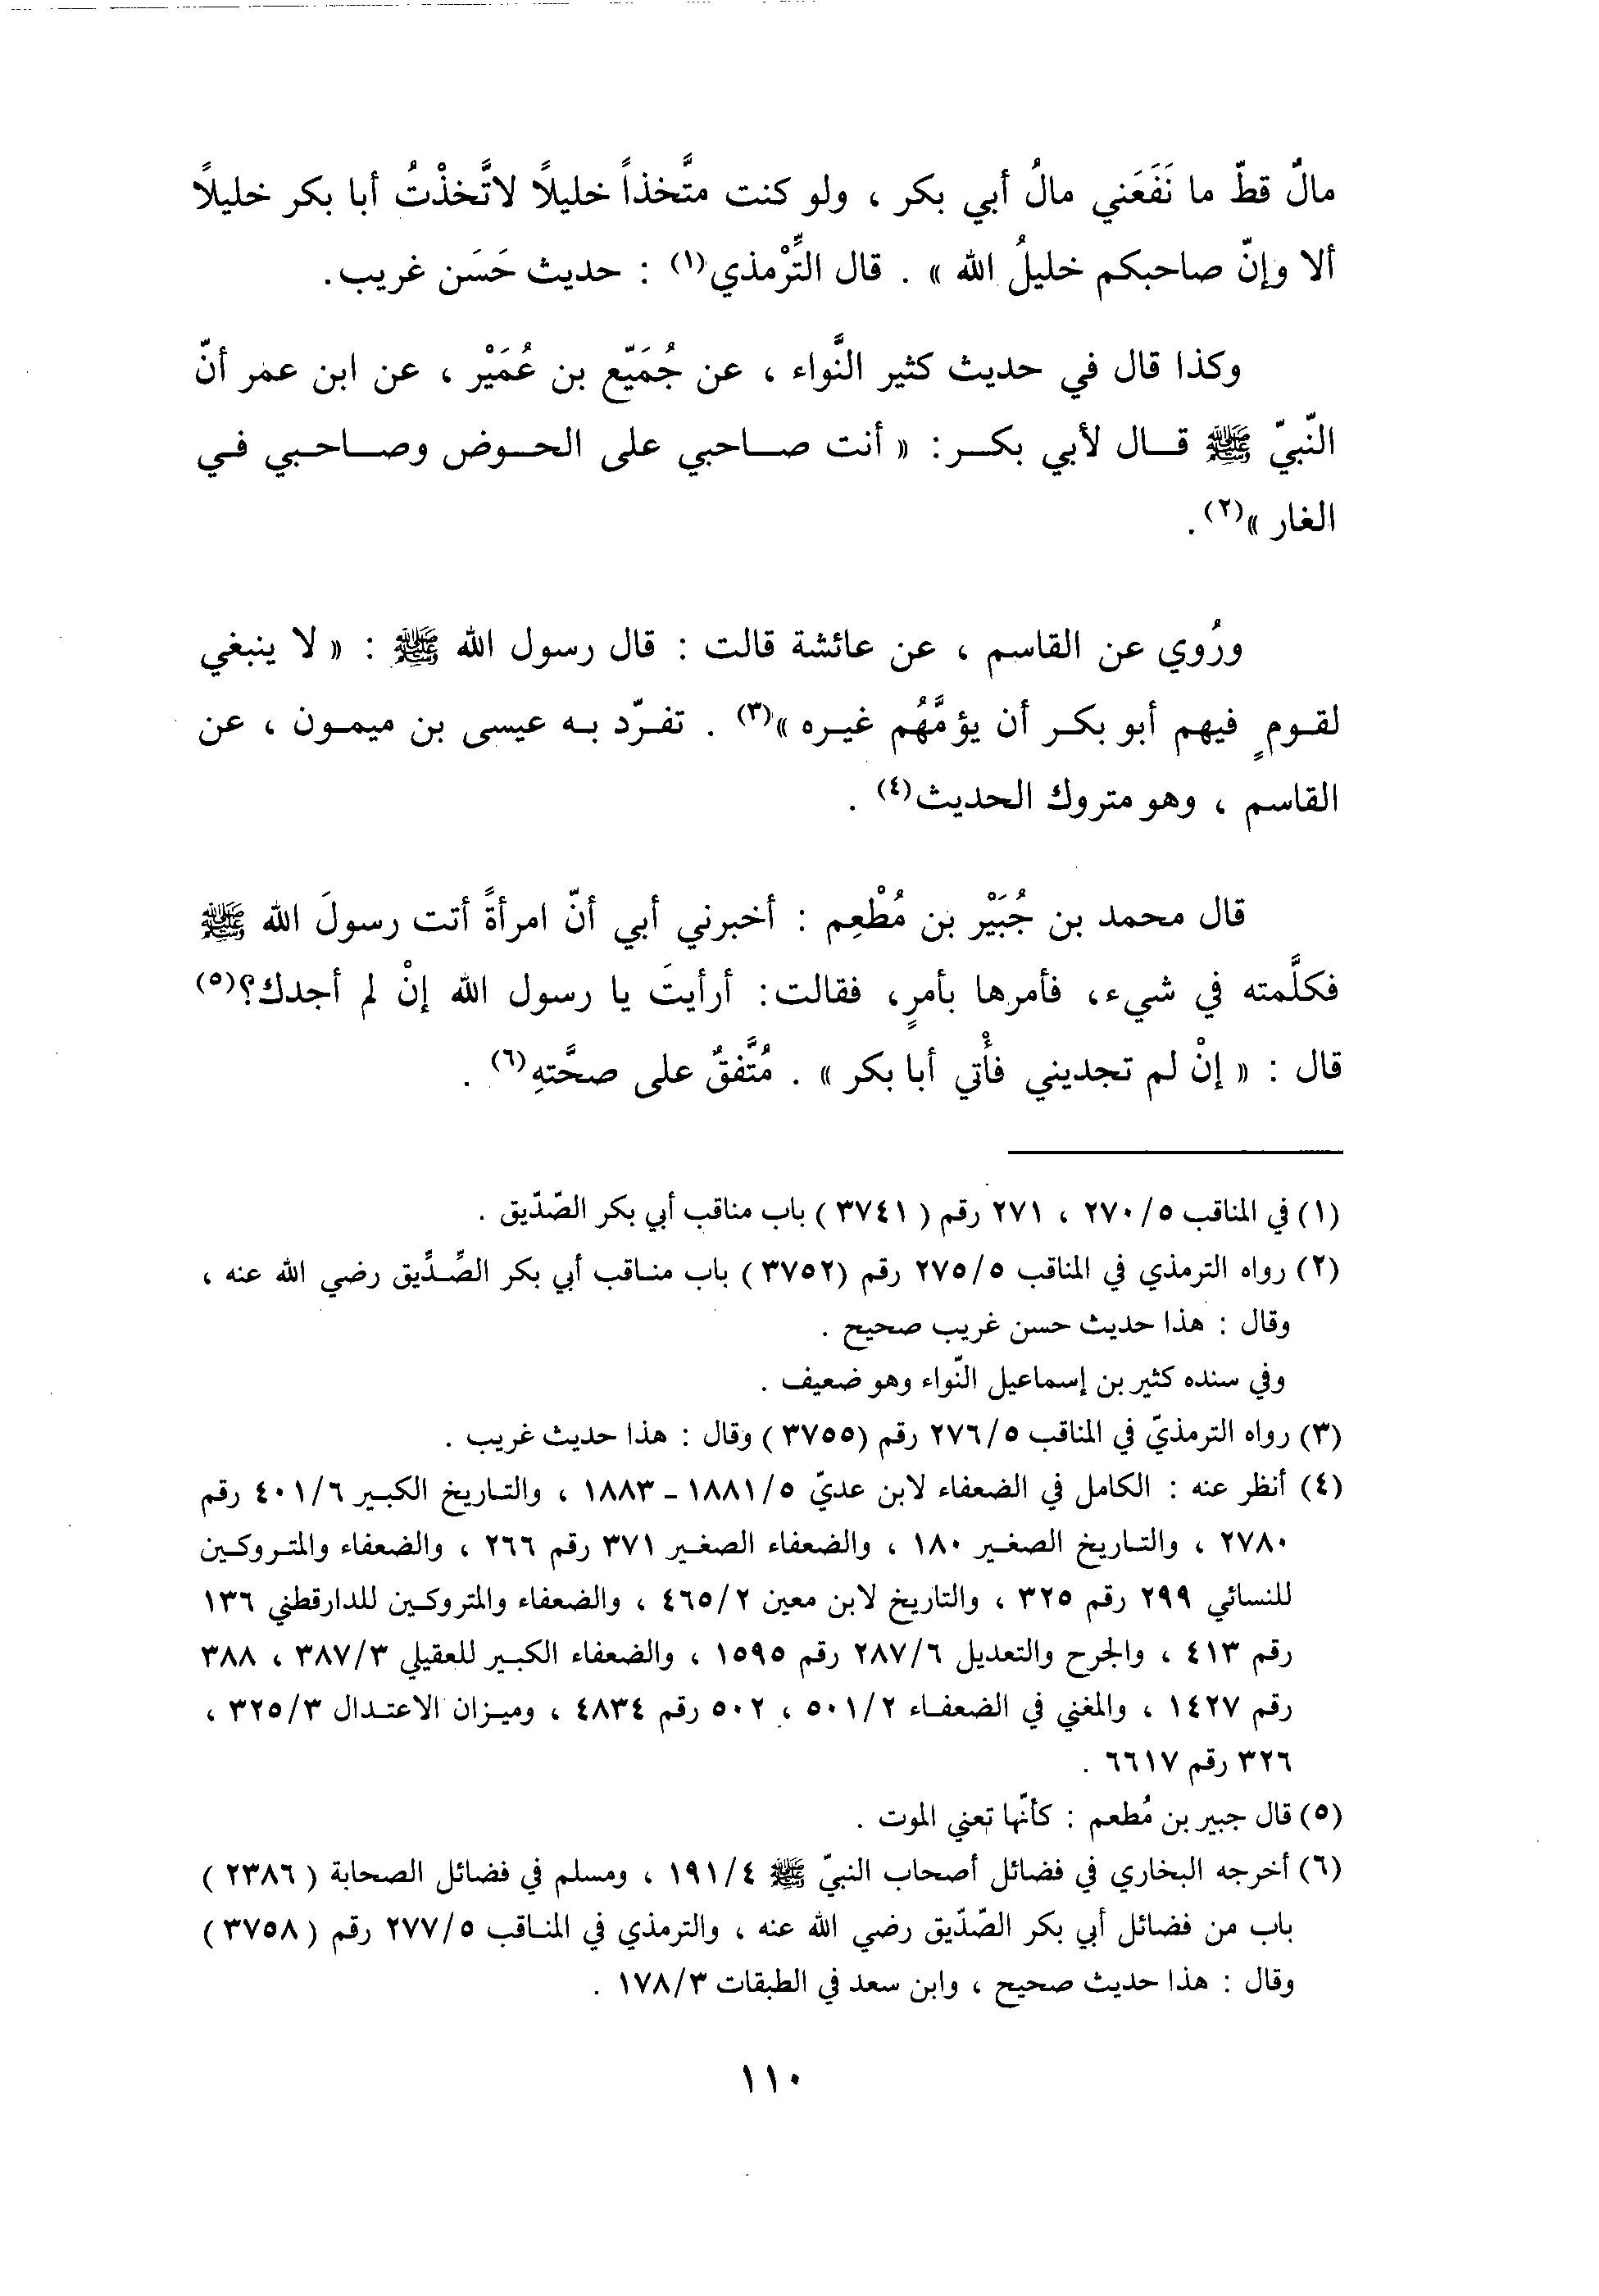 مالٌ قطّ ما نَفَعَني مالُ أبي بكر ، ولو كنت متَّخذاً خليلًا لاتَّخذْتُ أبا بكر خليلًا
ألا وإنّ صاحبكم خليلُ الله » . قال التِّرْمذي(١) : حديث حَسَن غريب.
وكذا قال في حديث كثير النَّواء ، عن جُمَيّع بن عُمَيْر ، عن ابن عمر أنّ
النّبيّ ﷺ قال لأبي بكر: « أنت صاحبي على الحوض وصاحبي في
الغار »(٢).
ورُوي عن القاسم ، عن عائشة قالت : قال رسول الله ﷺ : « لا ينبغي
لقومٍ فيهم أبو بكر أن يؤمَّهُم غيره »(٣) . تفرّد به عيسى بن ميمون ، عن
القاسم ، وهو متروك الحديث(٤) .
قال محمد بن جُبَيْر بن مُطْعِم : أخبرني أبي أنّ امرأةً أتت رسولَ الله ﷺ
فكلَّمته في شيء، فأمرها بأمرٍ، فقالت: أرأيتَ يا رسول الله إنْ لم أجدك؟(٥)
قال : « إنْ لم تجديني فأْتي أبا بكر » . مُتَّفقٌ على صحَّتهِ(٦) .
(١) في المناقب ٢٧٠/٥ ، ٢٧١ رقم ( ٣٧٤١ ) باب مناقب أبي بكر الصّدّيق .
(٢) رواه الترمذي في المناقب ٢٧٥/٥ رقم (٣٧٥٢ ) باب مناقب أبي بكر الصِّدِّيق رضي الله عنه ،
وقال : هذا حديث حسن غريب صحيح .
وفي سنده كثير بن إسماعيل النّواء وهو ضعيف .
(٣) رواه الترمذيّ في المناقب ٢٧٦/٥ رقم (٣٧٥٥ ) وقال : هذا حديث غريب .
(٤) أنظر عنه : الكامل في الضعفاء لابن عديّ ١٨٨١/٥ ـ ١٨٨٣ ، والتاريخ الكبير ٤٠١/٦ رقم
٢٧٨٠ ، والتاريخ الصغير ١٨٠ ، والضعفاء الصغير ٣٧١ رقم ٢٦٦ ، والضعفاء والمتروكين
للنسائي ٢٩٩ رقم ٣٢٥ ، والتاريخ لابن معين ٤٦٥/٢ ، والضعفاء والمتروكين للدارقطني ١٣٦
رقم ٤١٣ ، والجرح والتعديل ٢٨٧/٦ رقم ١٥٩٥ ، والضعفاء الكبير للعقيلي ٣٨٧/٣ ، ٣٨٨
رقم ١٤٢٧ ، والمغني في الضعفاء ٥٠١/٢ ، ٥٠٢ رقم ٤٨٣٤ ، وميزان الاعتدال ٣٢٥/٣ ،
٣٢٦ رقم ٦٦١٧ .
(٥) قال جبير بن مُطعم : كأنّها تعني الموت .
(٦) أخرجه البخاري في فضائل أصحاب النبيّ ﷺ ١٩١/٤ ، ومسلم في فضائل الصحابة ( ٢٣٨٦ )
باب من فضائل أبي بكر الصّدّيق رضي الله عنه ، والترمذي في المناقب ٢٧٧/٥ رقم ( ٣٧٥٨ )
وقال : هذا حديث صحيح ، وابن سعد في الطبقات ١٧٨/٣ .
١١٠